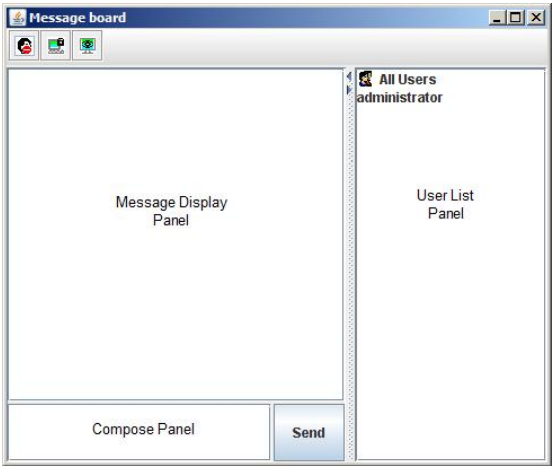 Message board
All Users
administrator
Message Display
Panel
User List
Panel
Compose Panel
Send